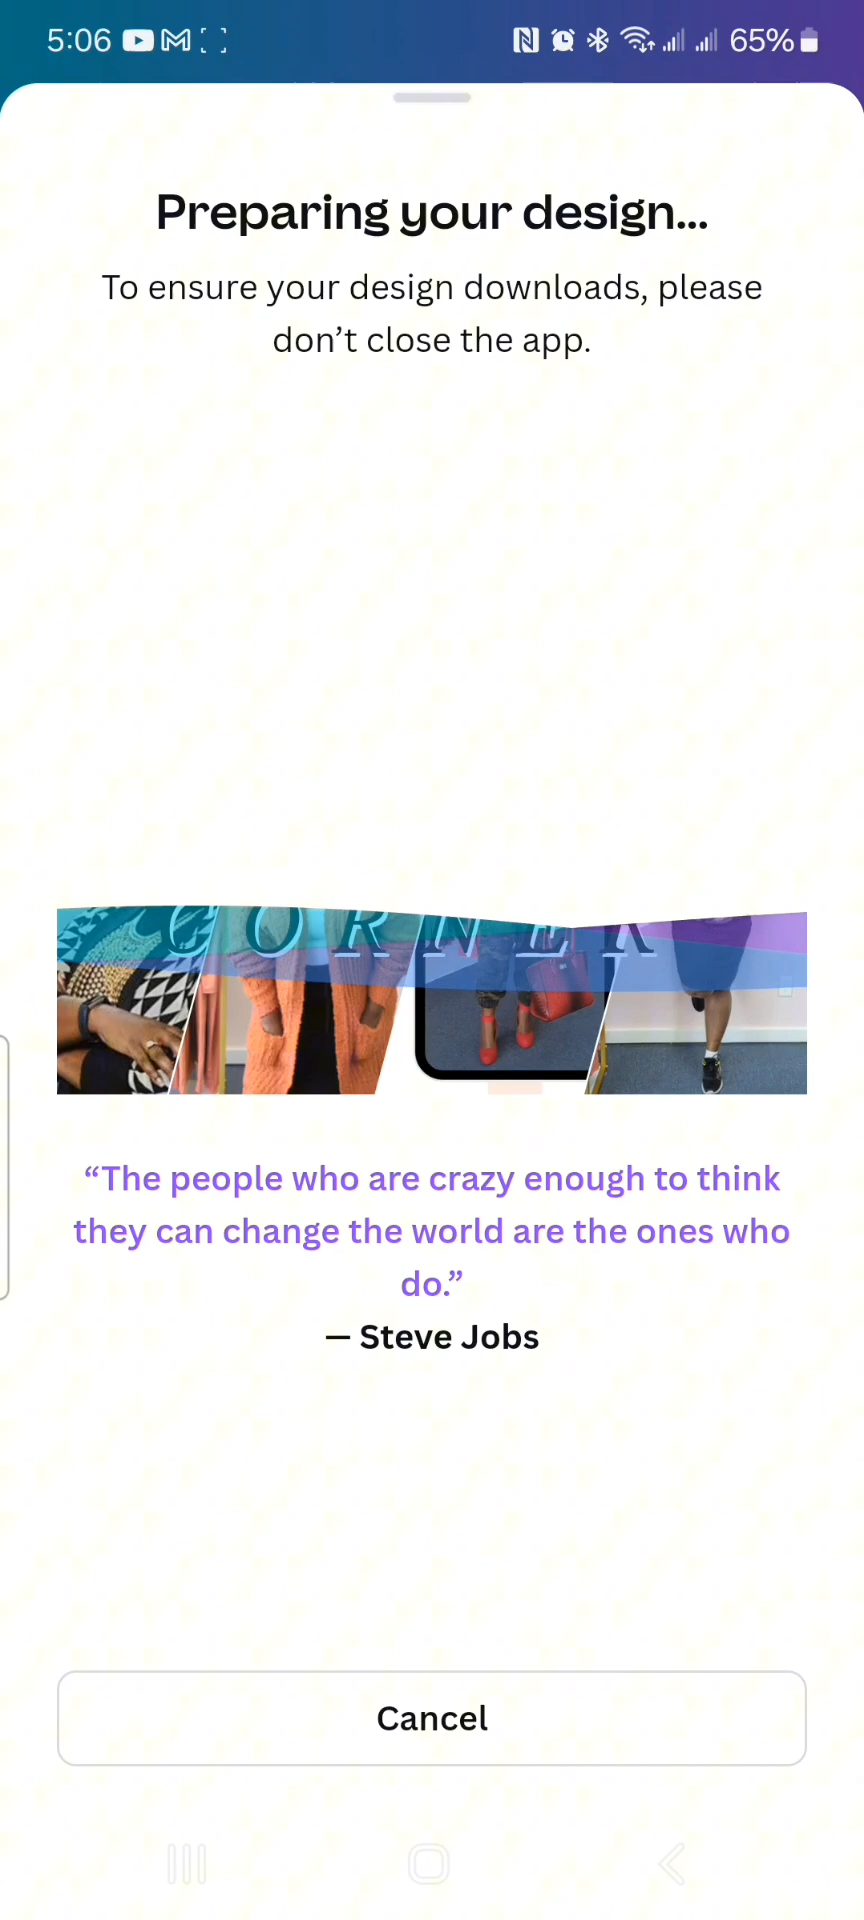 5:06
65%
Preparing your design...
To ensure your design downloads, please
don’t close the app.
CORNER
“The people who are crazy enough to think
they can change the world are the ones who
do.”
— Steve Jobs
Cancel